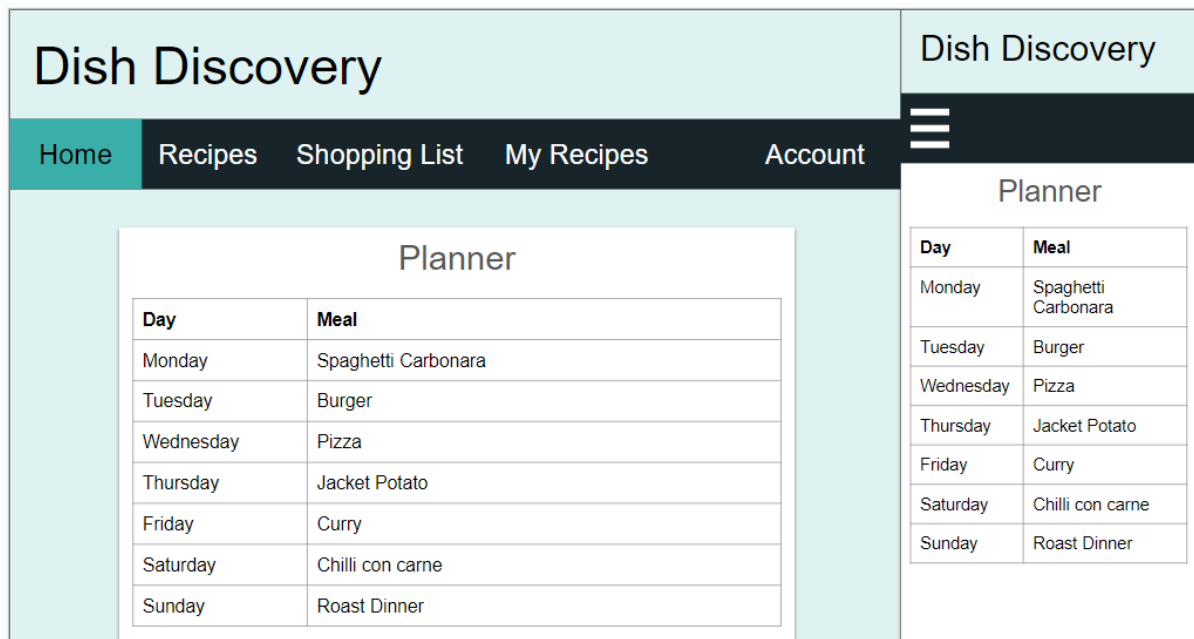 Dish Discovery
Home Recipes Shopping List My Recipes Account
Planner
Day Meal
Monday Spaghetti Carbonara
Tuesday Burger
Wednesday Pizza
Thursday Jacket Potato
Friday Curry
Saturday Chilli con carne
Sunday Roast Dinner
Dish Discovery
Planner
Day Meal
Monday Spaghetti
Carbonara
Tuesday Burger
Wednesday Pizza
Thursday Jacket Potato
Friday Curry
Saturday Chilli con carne
Sunday Roast Dinner